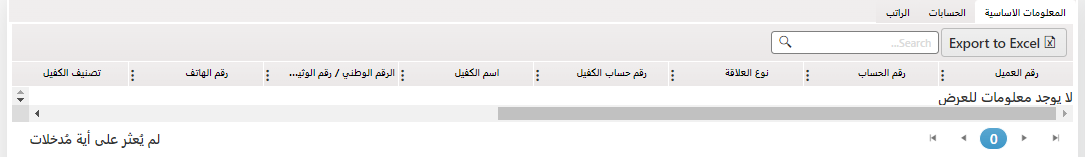 المعلومات الاساسية الحسابات الراتب
Export to Excel Search...
رقم العميل رقم الحساب نوع العلاقة رقم حساب الكفيل اسم الكفيل الرقم الوطني / رقم الوثي... رقم الهاتف تصنيف الكفيل
لا يوجد معلومات للعرض
0 لم يُعثر على أية مُدخلات